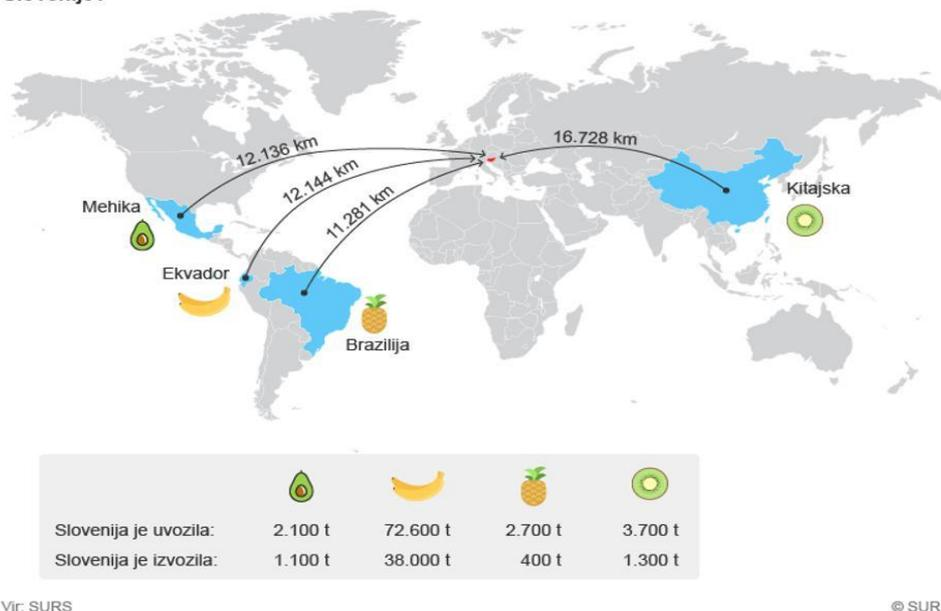 12.136 km
16.728 km
12.144 km
11.281 km
Mehika
Kitajska
Ekvador
Brazilija
Slovenija je uvozila: 2.100 t 72.600 t 2.700 t 3.700 t
Slovenija je izvozila: 1.100 t 38.000 t 400 t 1.300 t
Vir: SURS © SUR